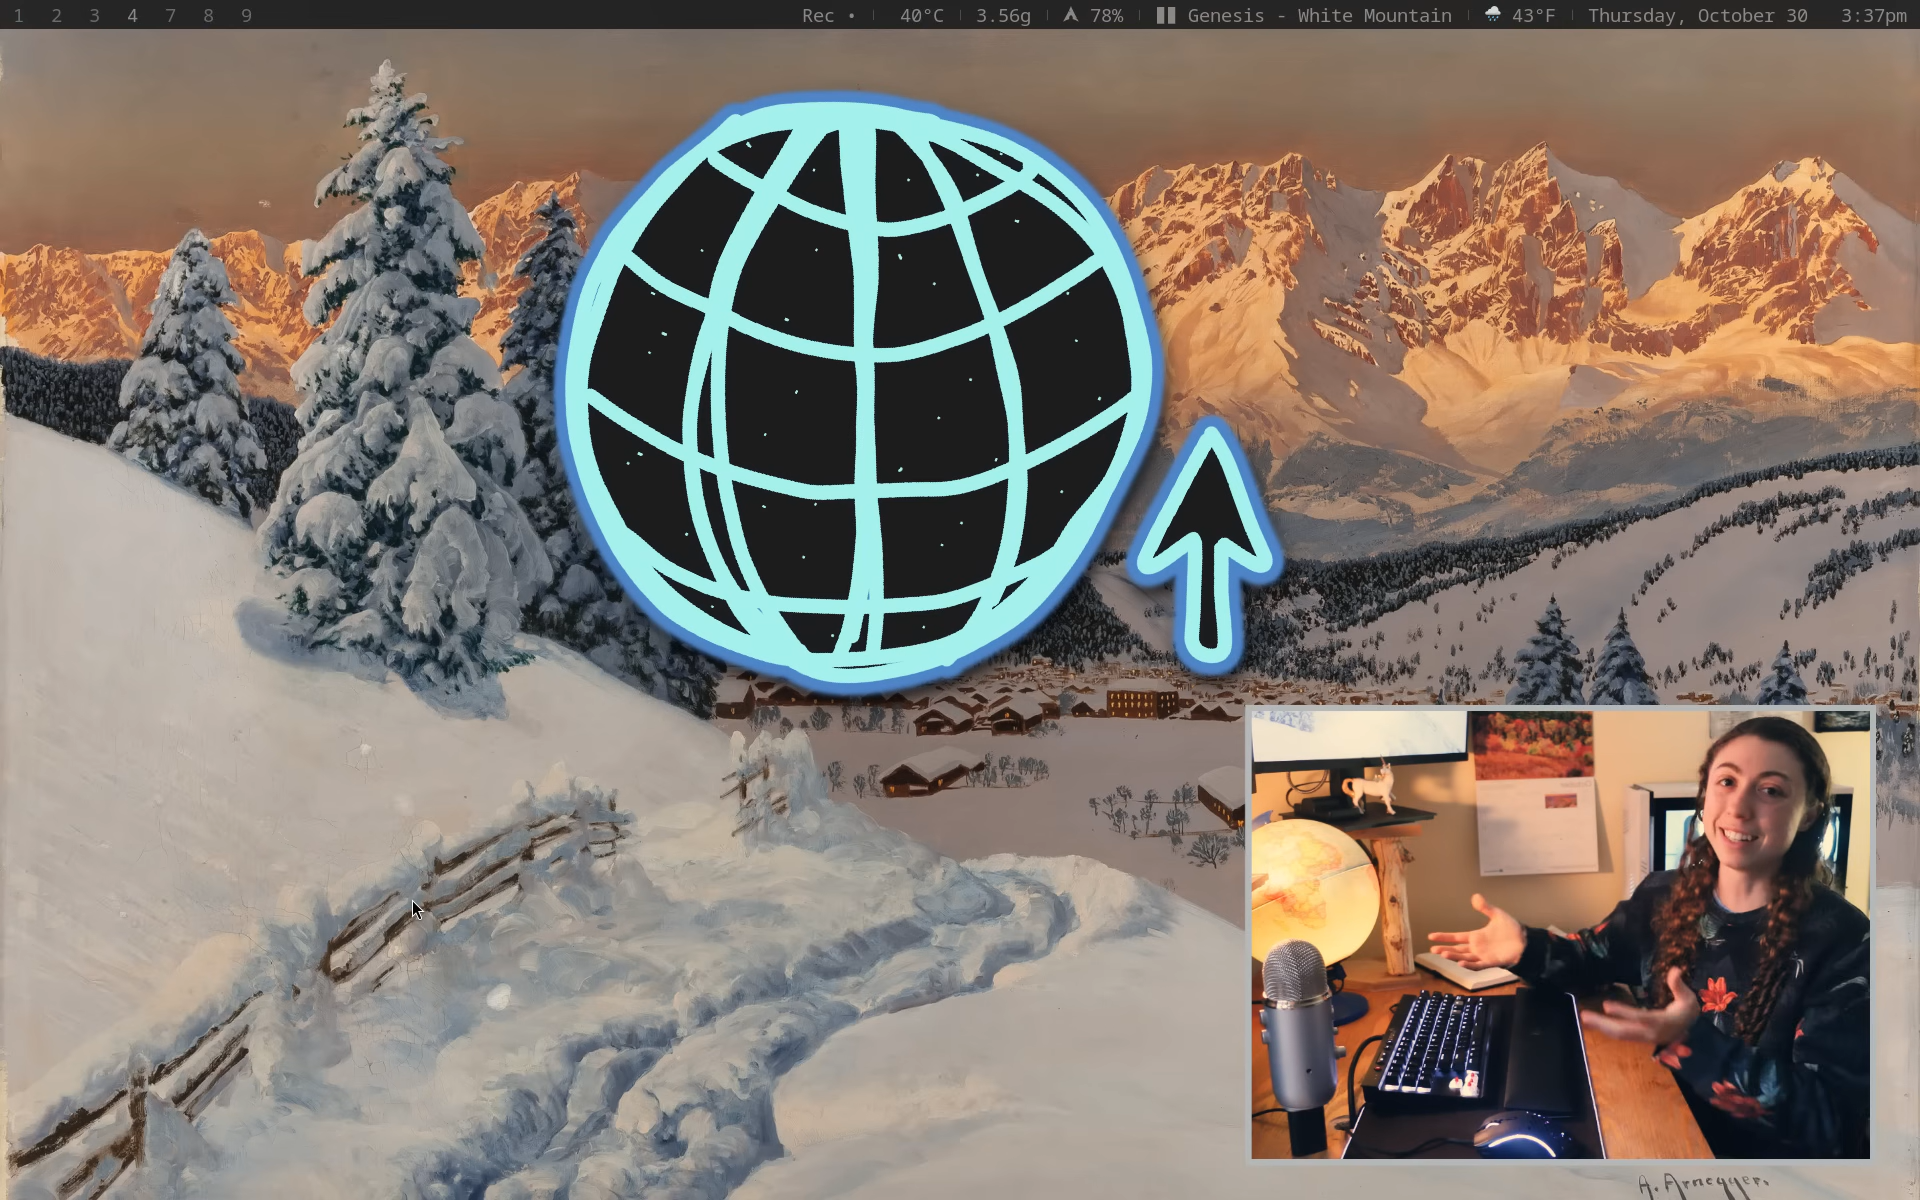 1 2 3 4 7 8 9 Rec • 40°C 3.56g 78% Genesis - White Mountain 43°F Thursday, October 30 3:37pm
A. Arnegger.